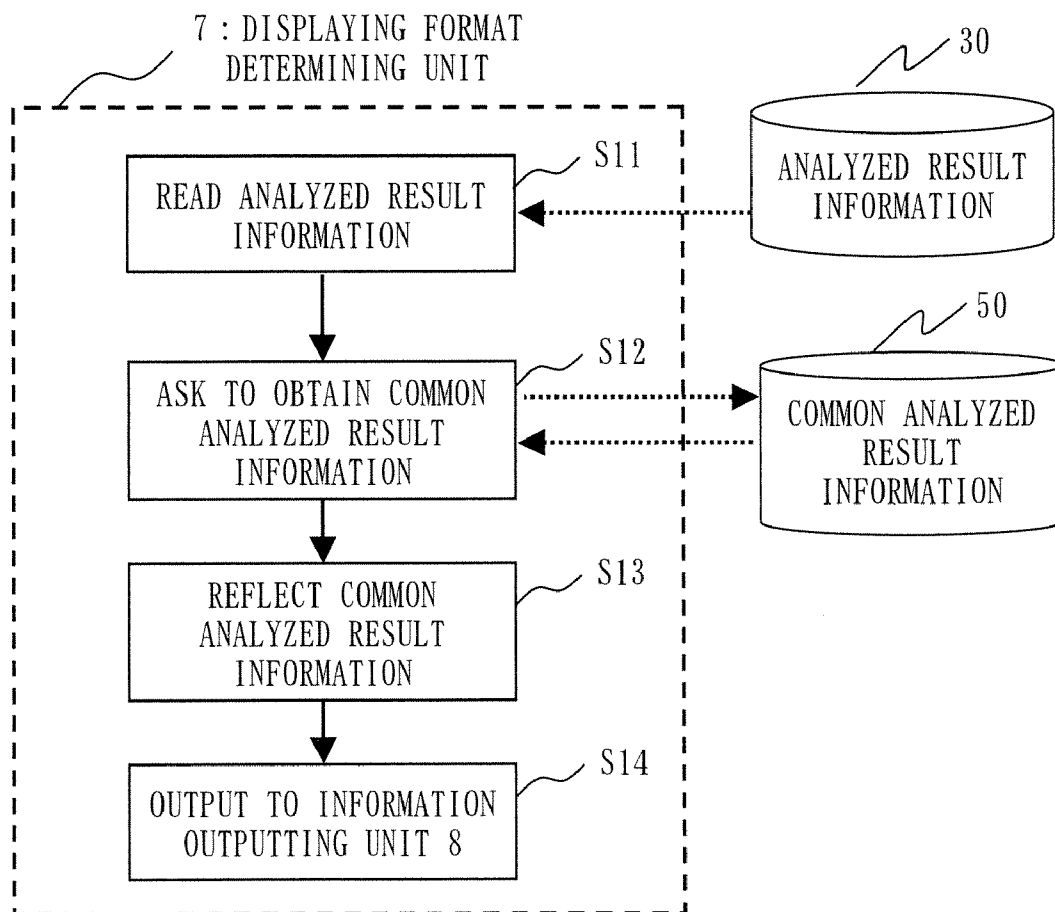 7 : DISPLAYING FORMAT
DETERMINING UNIT
30
S11
READ ANALYZED RESULT
INFORMATION
ANALYZED RESULT
INFORMATION
50
S12
ASK TO OBTAIN COMMON
ANALYZED RESULT
INFORMATION
COMMON ANALYZED
RESULT
INFORMATION
S13
REFLECT COMMON
ANALYZED RESULT
INFORMATION
S14
OUTPUT TO INFORMATION
OUTPUTTING UNIT 8